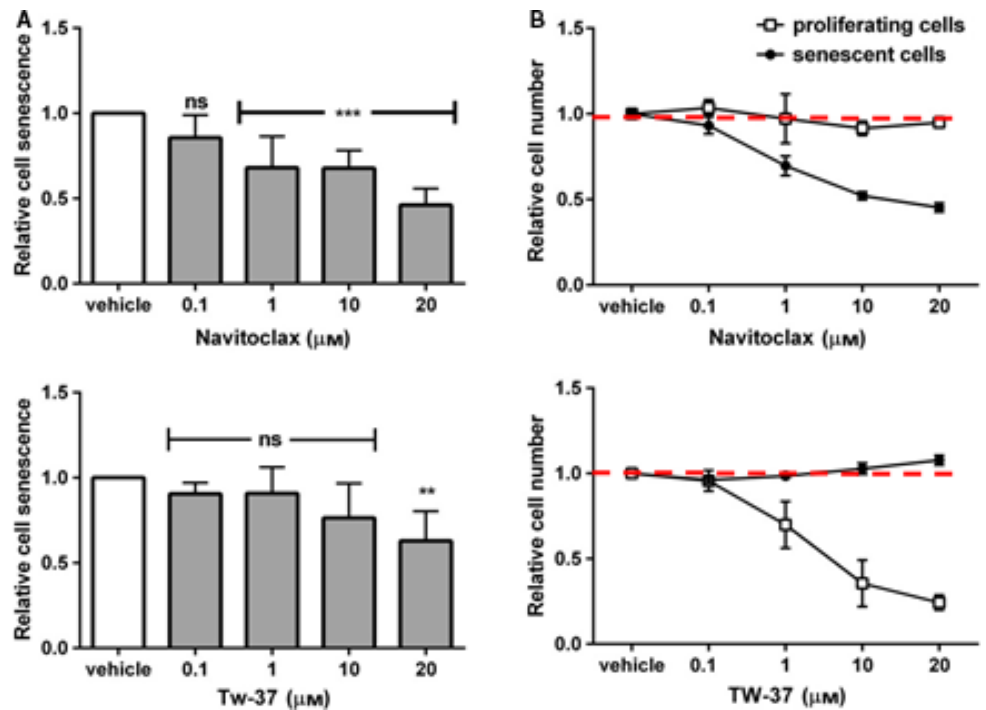 A
Relative cell senescence
1.5
1.0
0.5
0.0
ns
***
vehicle 0.1 1 10 20
Navitoclax (μM)
B
Relative cell number
1.5
1.0
0.5
0.0
proliferating cells
senescent cells
vehicle 0.1 1 10 20
Navitoclax (μM)
Relative cell senescence
1.5
1.0
0.5
0.0
ns
**
vehicle 0.1 1 10 20
Tw-37 (μM)
Relative cell number
1.5
1.0
0.5
0.0
vehicle 0.1 1 10 20
TW-37 (μM)